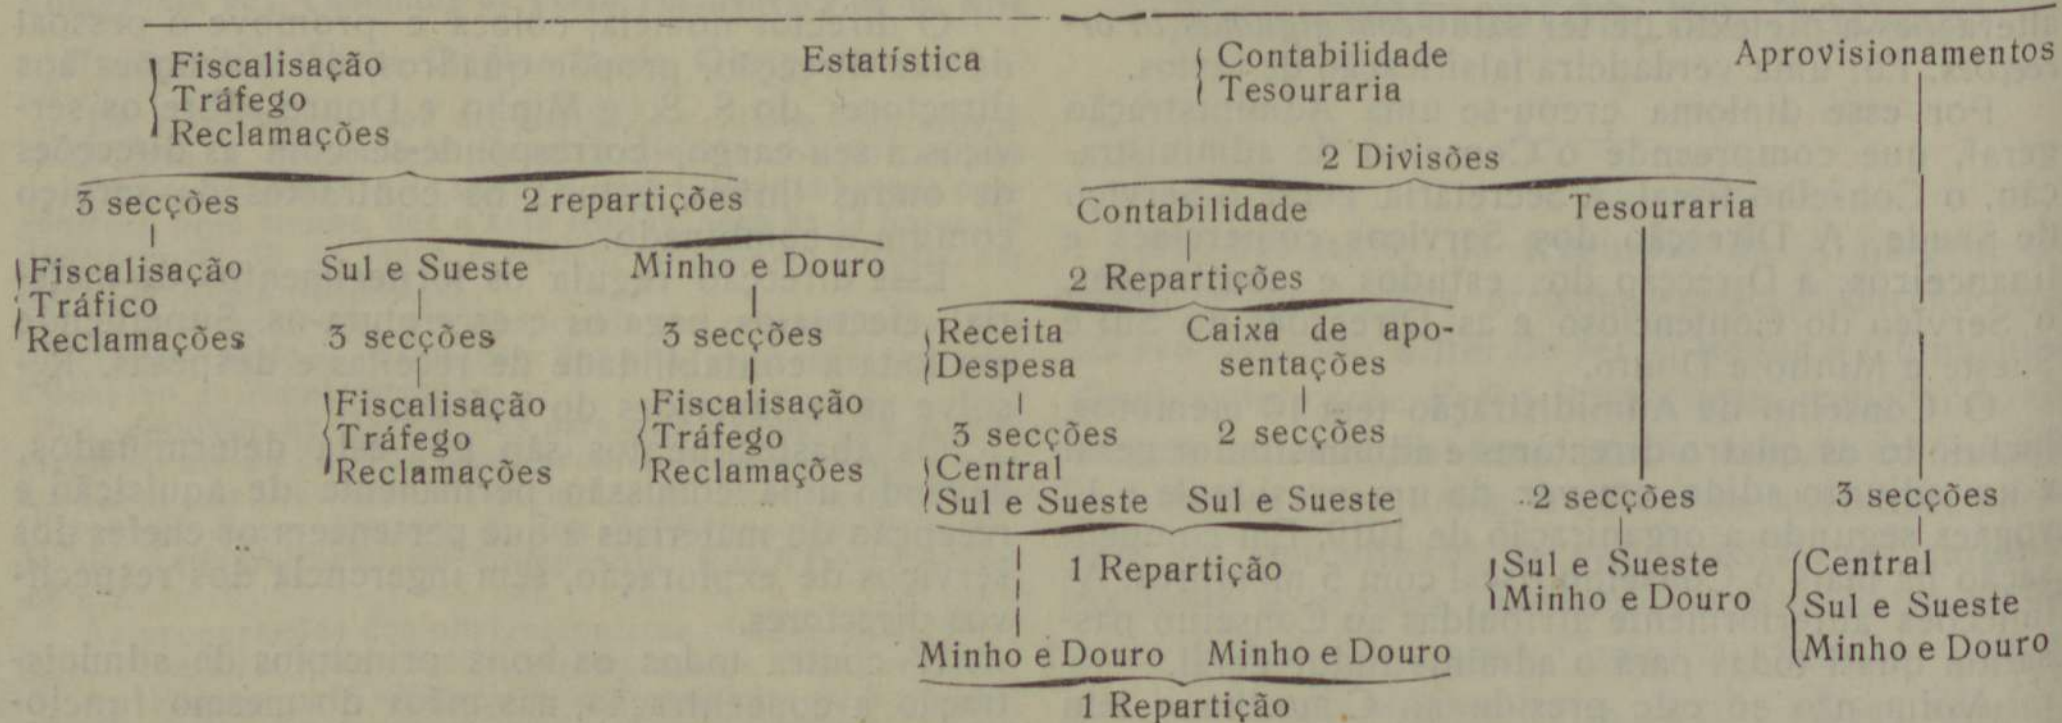 Fiscalisação
Tráfego
Reclamações
Estatística
Contabilidade
Tesouraria
Aprovisionamentos
3 secções
2 repartições
Fiscalisação
Tráfico
Reclamações
Sul e Sueste
Minho e Douro
3 secções
3 secções
Fiscalisação
Tráfego
Reclamações
Fiscalisação
Tráfego
Reclamações
2 Divisões
Contabilidade
Tesouraria
2 Repartições
Receita
Despesa
Caixa de apo-
sentações
3 secções
2 secções
Central
Sul e Sueste
Sul e Sueste
1 Repartição
Minho e Douro
Minho e Douro
1 Repartição
2 secções
Sul e Sueste
Minho e Douro
3 secções
Central
Sul e Sueste
Minho e Douro